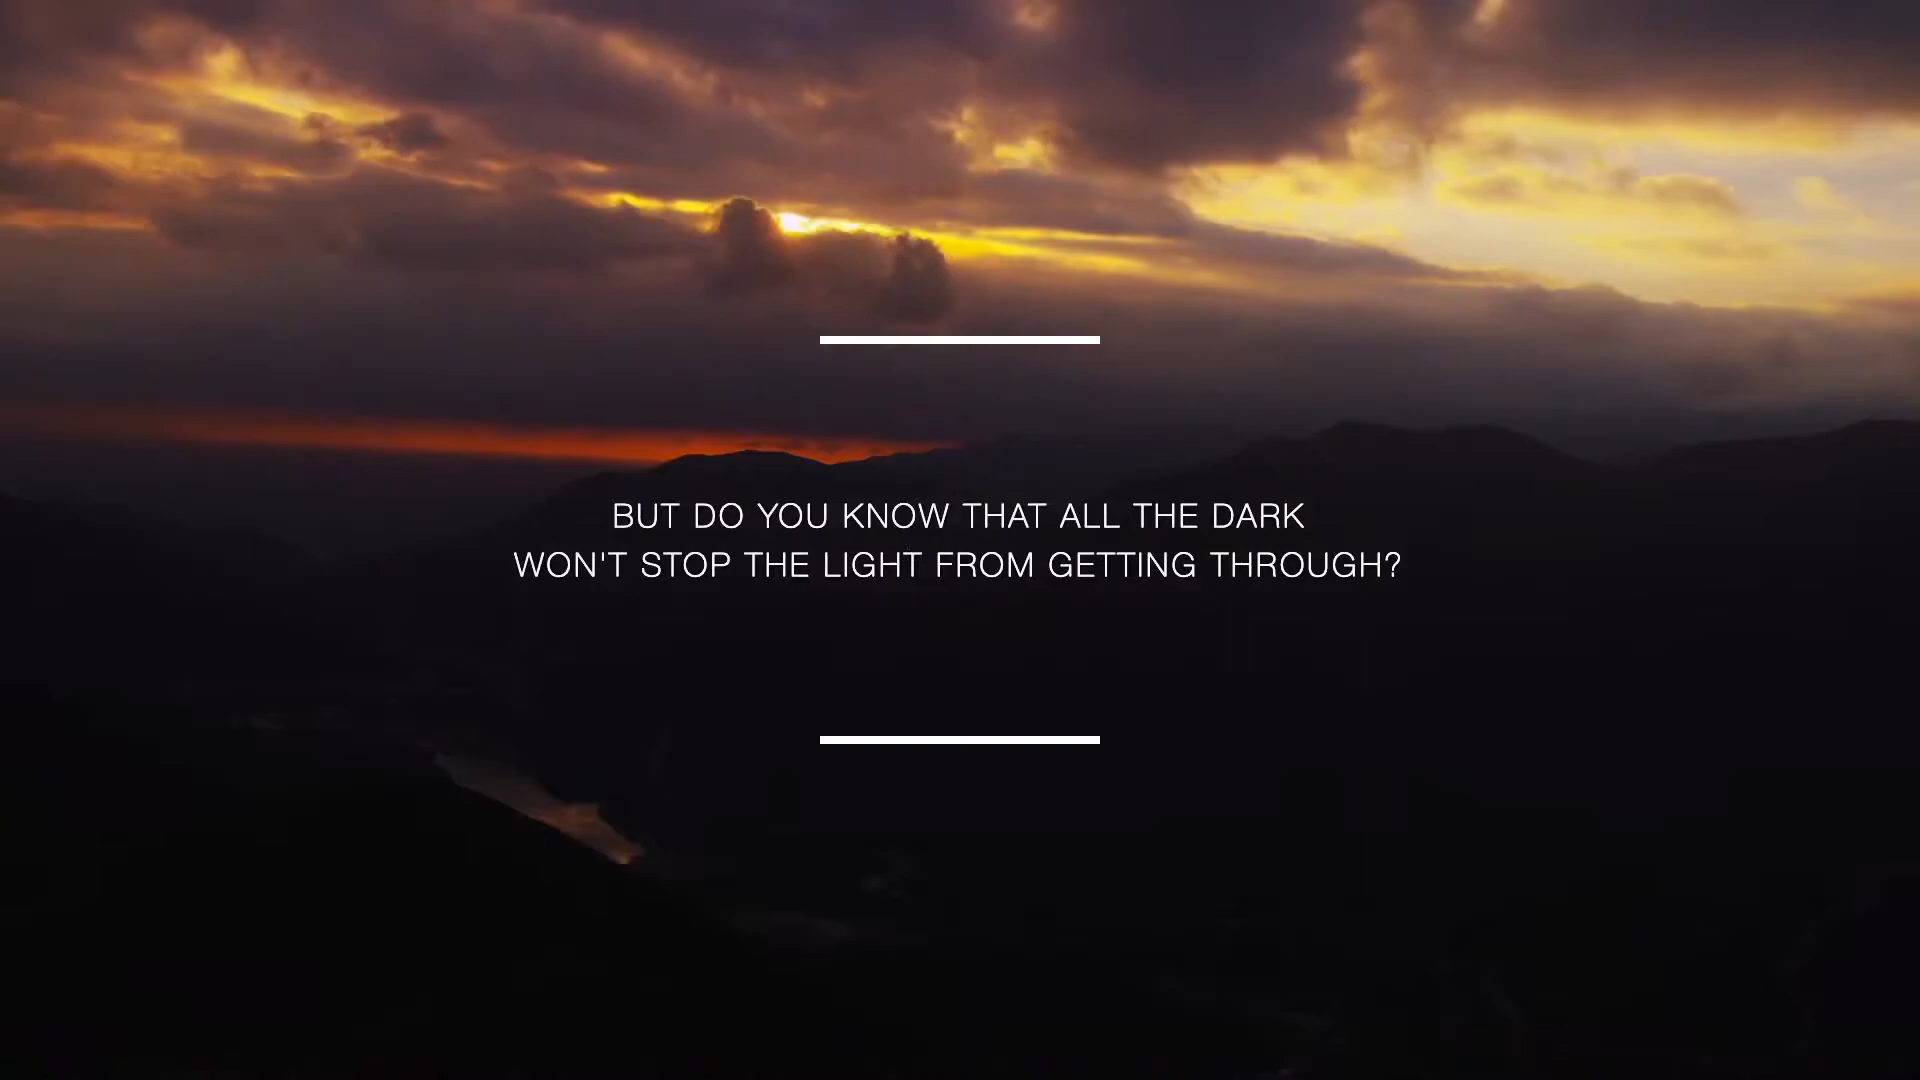 BUT DO YOU KNOW THAT ALL THE DARK
WON'T STOP THE LIGHT FROM GETTING THROUGH?